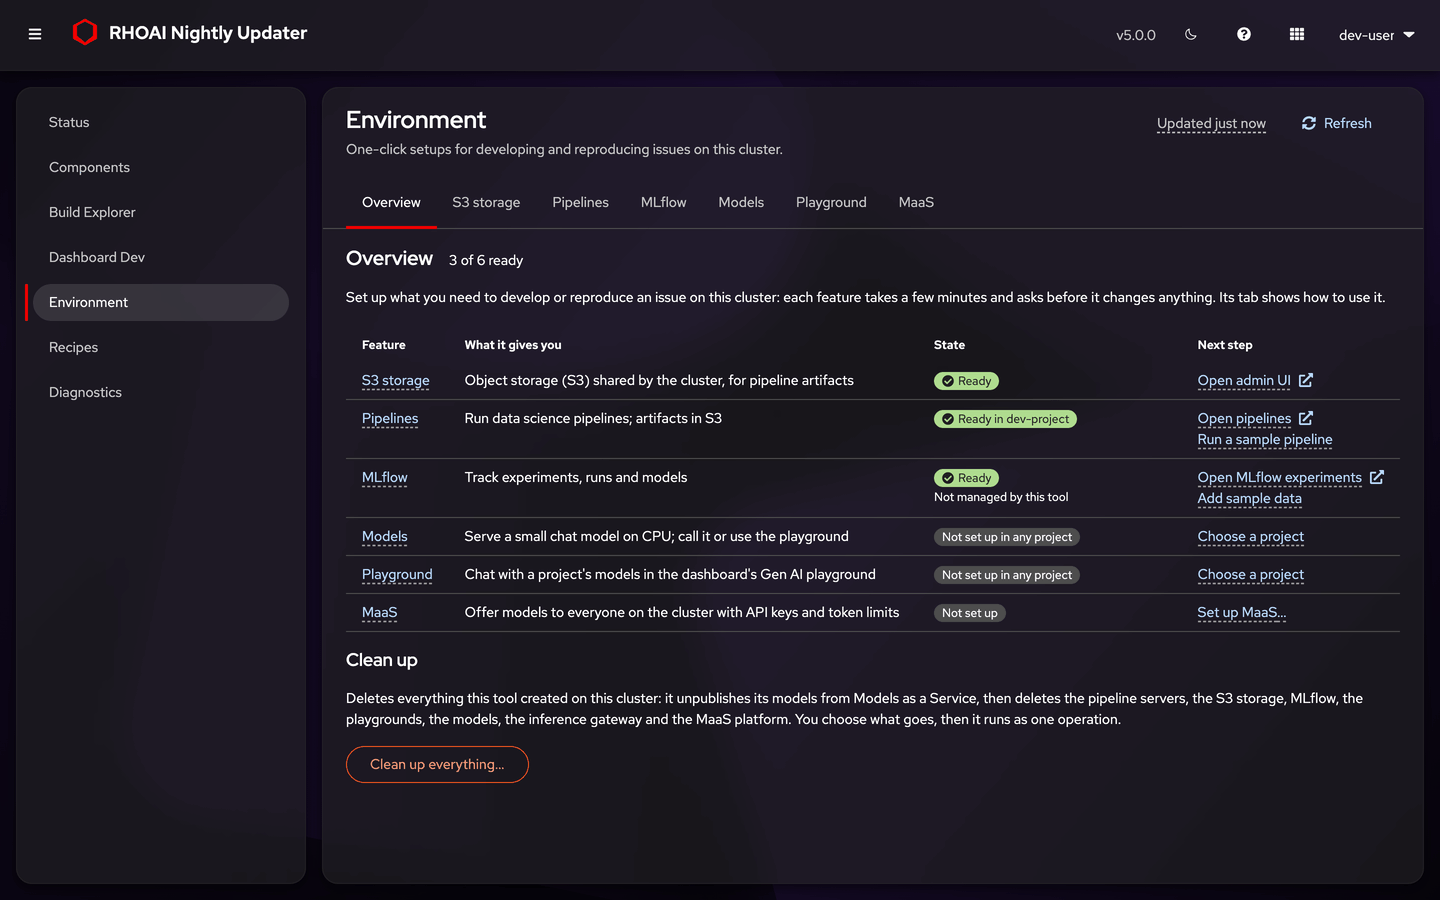 RHOAI Nightly Updater
v5.0.0
dev-user
Status
Components
Build Explorer
Dashboard Dev
Environment
Recipes
Diagnostics
Environment
One-click setups for developing and reproducing issues on this cluster.
Updated just now
Refresh
Overview S3 storage Pipelines MLflow Models Playground MaaS
Overview 3 of 6 ready
Set up what you need to develop or reproduce an issue on this cluster: each feature takes a few minutes and asks before it changes anything. Its tab shows how to use it.
Feature What it gives you State Next step
S3 storage Object storage (S3) shared by the cluster, for pipeline artifacts Ready Open admin UI
Pipelines Run data science pipelines; artifacts in S3 Ready in dev-project Open pipelines
Run a sample pipeline
MLflow Track experiments, runs and models Ready Open MLflow experiments
Not managed by this tool Add sample data
Models Serve a small chat model on CPU; call it or use the playground Not set up in any project Choose a project
Playground Chat with a project's models in the dashboard's Gen AI playground Not set up in any project Choose a project
MaaS Offer models to everyone on the cluster with API keys and token limits Not set up Set up MaaS...
Clean up
Deletes everything this tool created on this cluster: it unpublishes its models from Models as a Service, then deletes the pipeline servers, the S3 storage, MLflow, the
playgrounds, the models, the inference gateway and the MaaS platform. You choose what goes, then it runs as one operation.
Clean up everything...